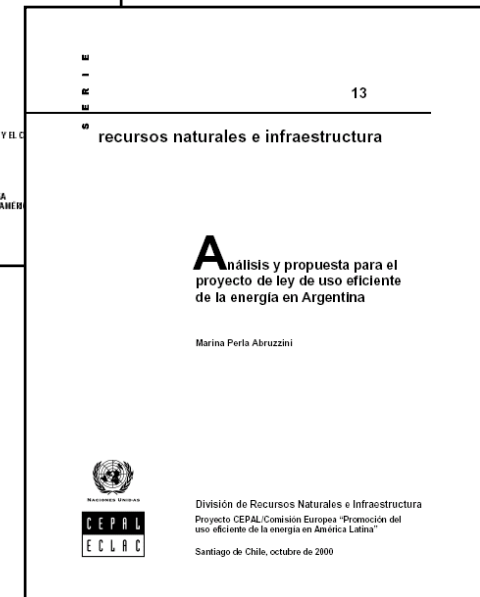 SERIE
13
recursos naturales e infraestructura
Y EL
Análisis y propuesta para el
proyecto de ley de uso eficiente
de la energía en Argentina
Marina Perla Abruzzini
NACIONES UNIDAS
CEPAL
ECLAC
División de Recursos Naturales e Infraestructura
Proyecto CEPAL/Comisión Europea “Promoción del
uso eficiente de la energía en América Latina”
Santiago de Chile, octubre de 2000